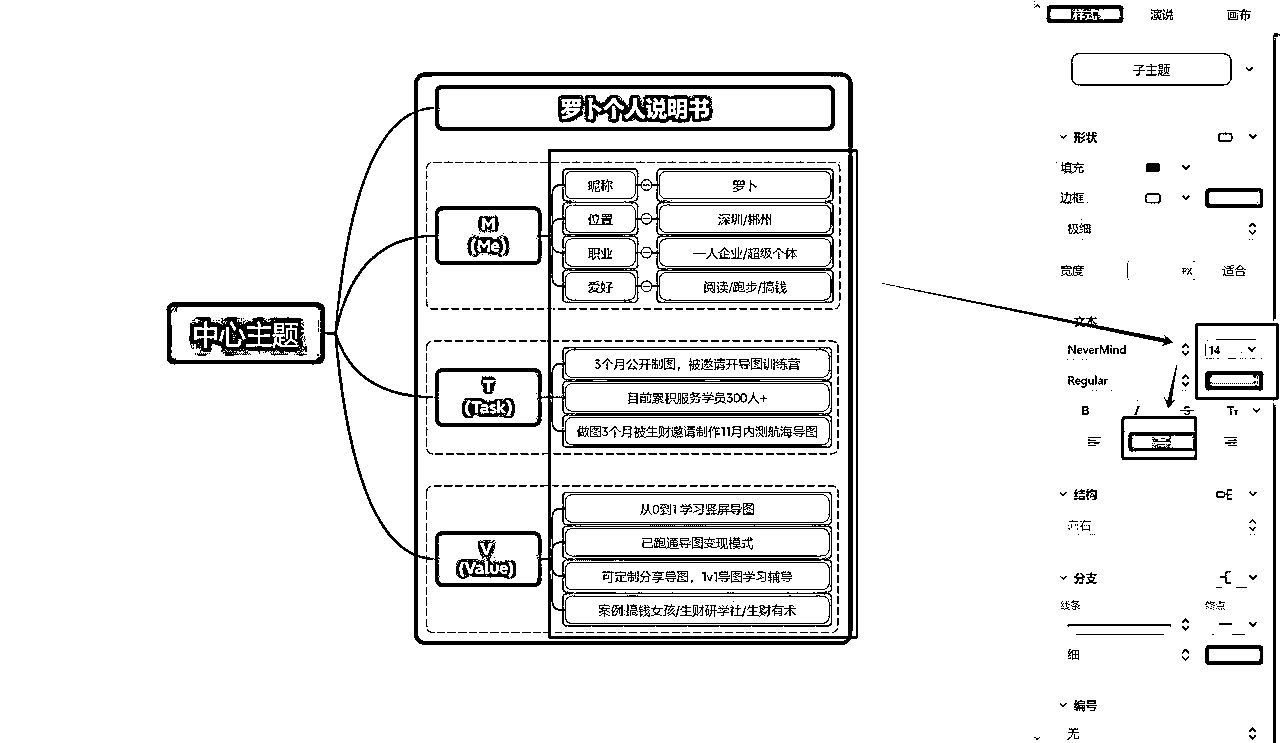 罗卜个人说明书
中心主题
M
(Me)
昵称
罗卜
位置
深圳/郴州
职业
一人企业/超级个体
爱好
阅读/跑步/搞钱
T
(Task)
3个月公开制图，被邀请开导图训练营
目前累积服务学员300人+
做图3个月被生财邀请制作11月内测航海导图
V
(Value)
从0到1学习竖屏导图
已跑通导图变现模式
可定制分享导图，1v1导图学习辅导
案例:搞钱女孩/生财研学社/生财有术
样式
演说
画布
子主题
形状
填充
边框
极细
宽度
PX
适合
文本
NeverMind
14
Regular
B I S Tт
结构
向右
分支
线条
终点
细
编号
无